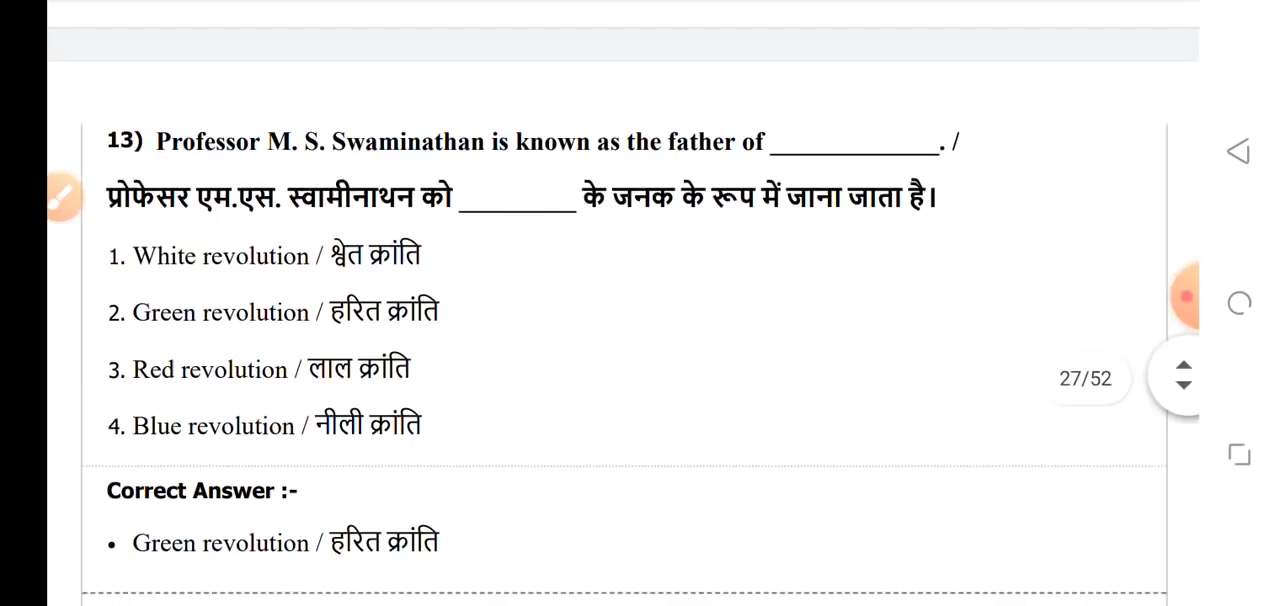 13) Professor M. S. Swaminathan is known as the father of ____________. /
प्रोफेसर एम.एस. स्वामीनाथन को ________ के जनक के रूप में जाना जाता है।
1. White revolution / श्वेत क्रांति
2. Green revolution / हरित क्रांति
3. Red revolution / लाल क्रांति
27/52
4. Blue revolution / नीली क्रांति
Correct Answer :-
• Green revolution / हरित क्रांति